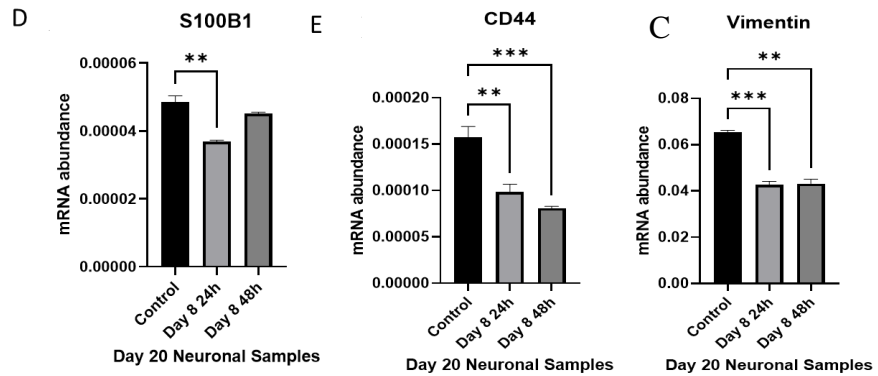 D
S100B1
mRNA abundance
0.00006
0.00004
0.00002
0.00000
**
Control
Day 8 24h
Day 8 48h
Day 20 Neuronal Samples
E
CD44
mRNA abundance
0.00020
0.00015
0.00010
0.00005
0.00000
***
**
Control
Day 8 24h
Day 8 48h
Day 20 Neuronal Samples
C
Vimentin
mRNA abundance
0.08
0.06
0.04
0.02
0.00
**
***
Control
Day 8 24h
Day 8 48h
Day 20 Neuronal Samples